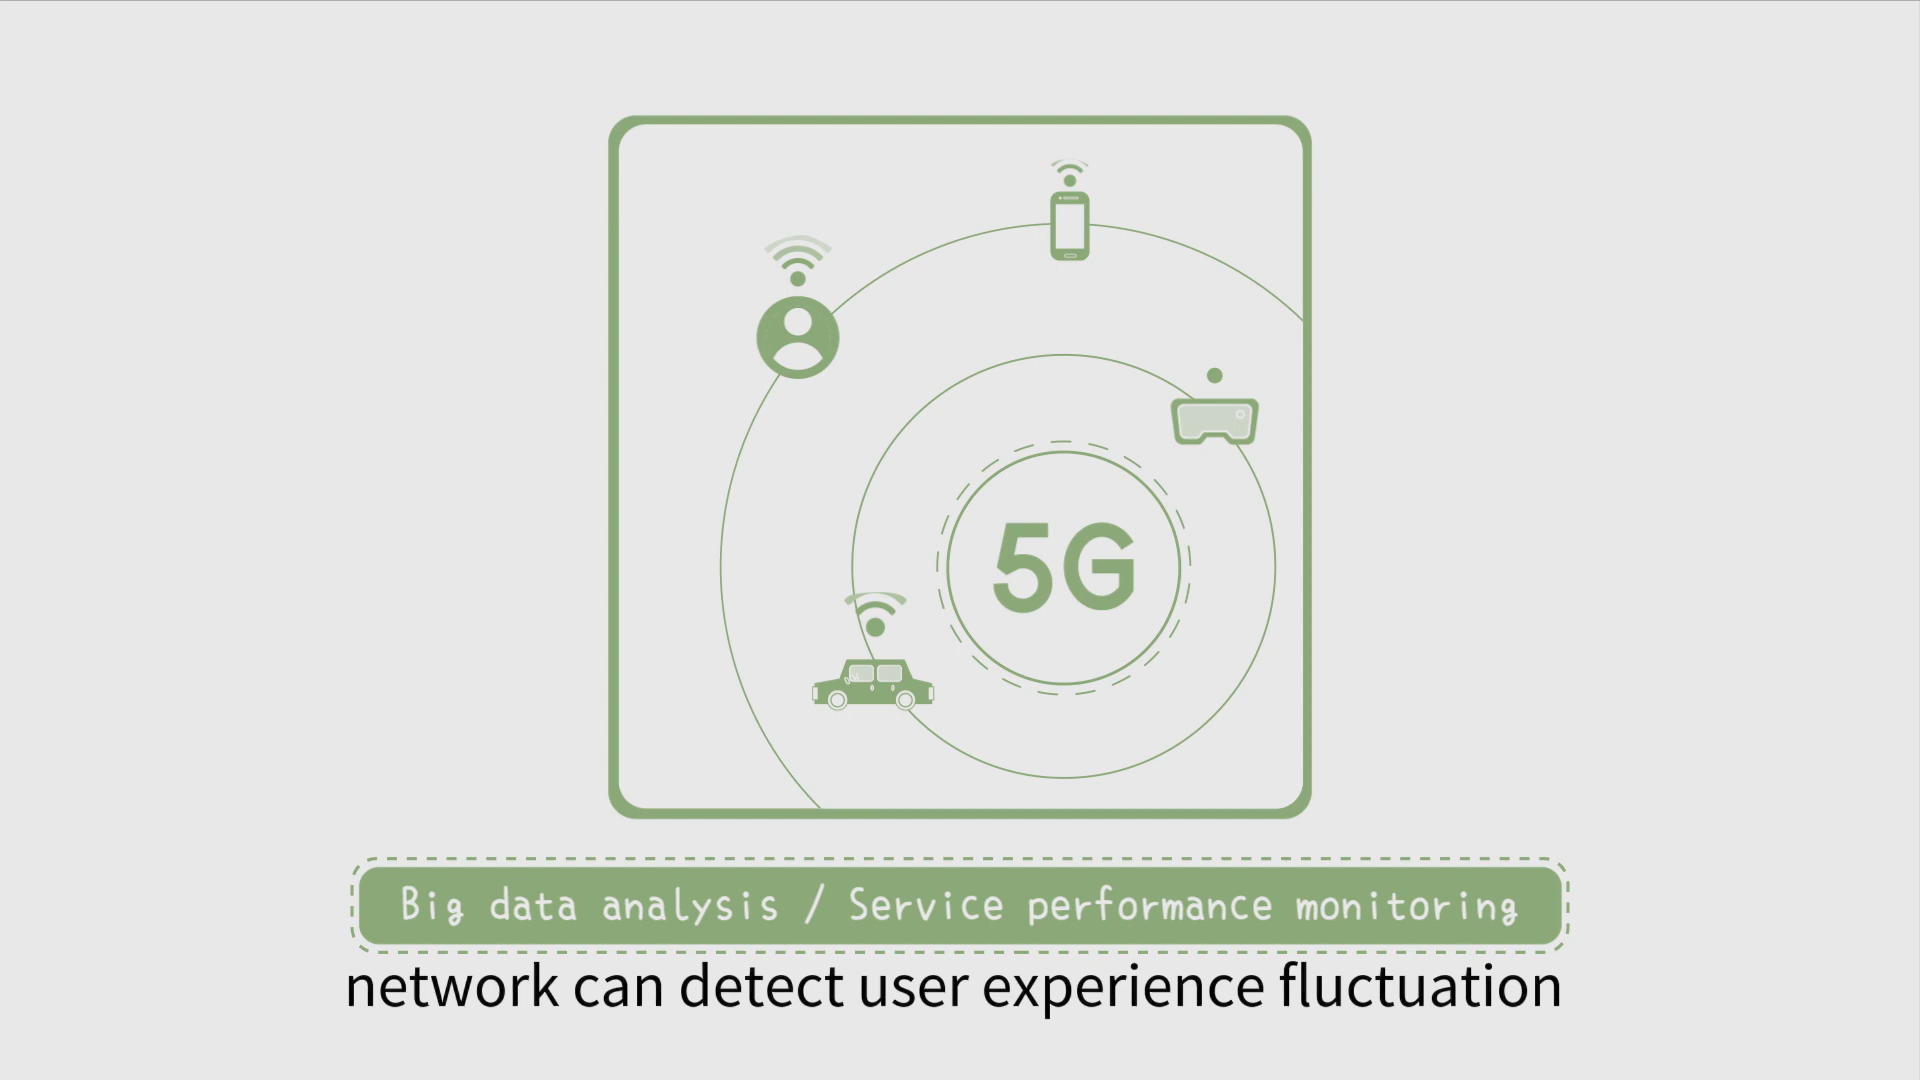 5G
Big data analysis / Service performance monitoring
network can detect user experience fluctuation